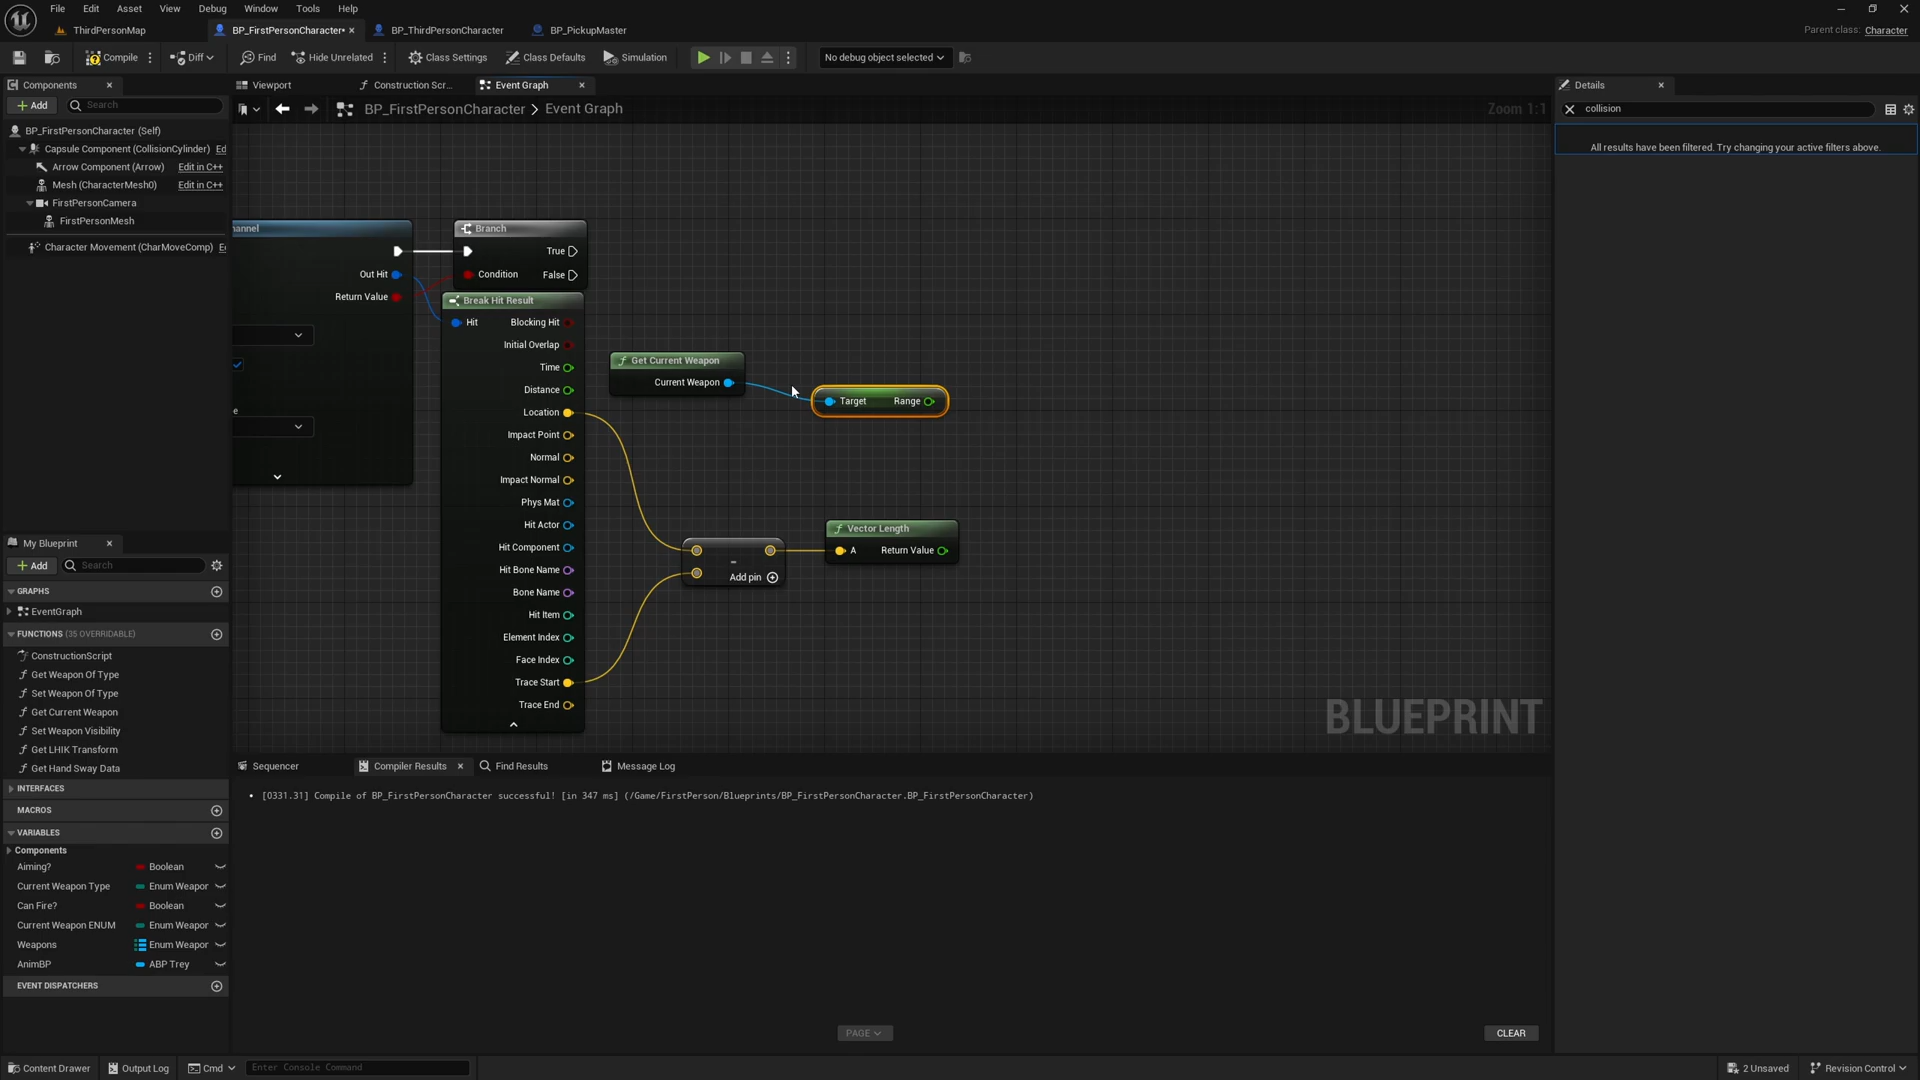 File Edit Asset View Debug Window Tools Help
ThirdPersonMap BP_FirstPersonCharacter• BP_ThirdPersonCharacter BP_PickupMaster
Parent class: Character
Compile Diff Find Hide Unrelated Class Settings Class Defaults Simulation No debug object selected
Components
Viewport Construction Scr... Event Graph
Details
Add Search
BP_FirstPersonCharacter > Event Graph
Zoom 1:1
collision
BP_FirstPersonCharacter (Self)
Capsule Component (CollisionCylinder) Ed
Arrow Component (Arrow) Edit in C++
Mesh (CharacterMesh0) Edit in C++
FirstPersonCamera
FirstPersonMesh
Character Movement (CharMoveComp) E
All results have been filtered. Try changing your active filters above.
hannel
Out Hit
Return Value
e
Branch
True
Condition False
Break Hit Result
Hit Blocking Hit
Initial Overlap
Time
Distance
Location
Impact Point
Normal
Impact Normal
Phys Mat
Hit Actor
Hit Component
Hit Bone Name
Bone Name
Hit Item
Element Index
Face Index
Trace Start
Trace End
Get Current Weapon
Current Weapon
Target Range
-
Add pin
Vector Length
A Return Value
BLUEPRINT
My Blueprint
Add Search
GRAPHS
EventGraph
FUNCTIONS (35 OVERRIDABLE)
ConstructionScript
Get Weapon Of Type
Set Weapon Of Type
Get Current Weapon
Set Weapon Visibility
Get LHIK Transform
Get Hand Sway Data
INTERFACES
MACROS
VARIABLES
Components
Aiming? Boolean
Current Weapon Type Enum Weapon
Can Fire? Boolean
Current Weapon ENUM Enum Weapon
Weapons Enum Weapon
AnimBP ABP Trey
EVENT DISPATCHERS
Sequencer Compiler Results Find Results Message Log
• [0331.31] Compile of BP_FirstPersonCharacter successful! [in 347 ms] (/Game/FirstPerson/Blueprints/BP_FirstPersonCharacter.BP_FirstPersonCharacter)
PAGE
CLEAR
Content Drawer Output Log Cmd Enter Console Command
2 Unsaved Revision Control